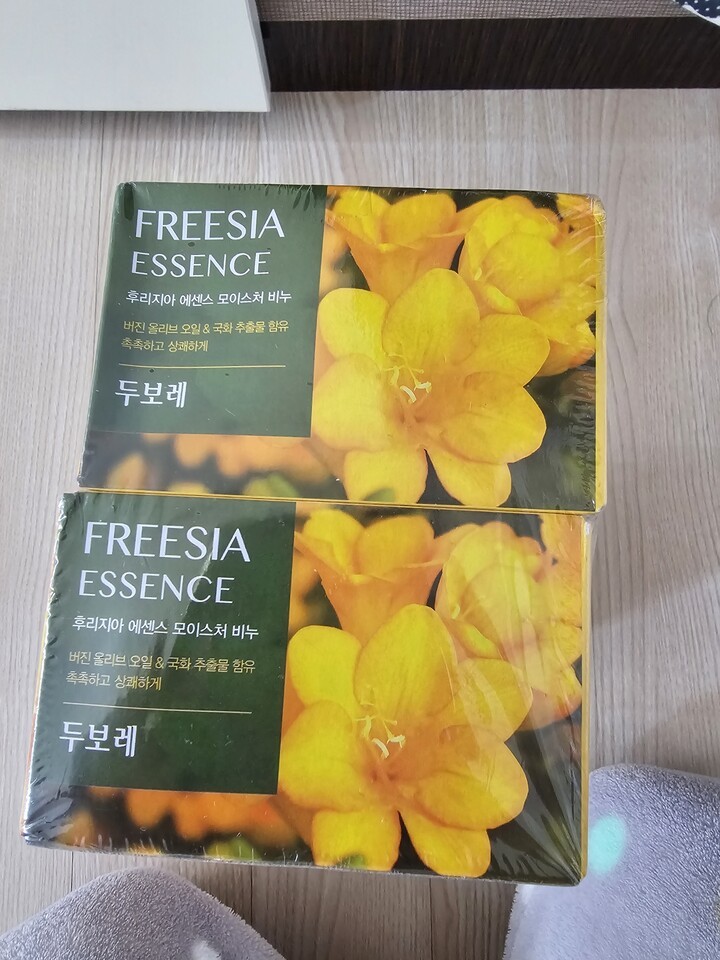 FREESIA
ESSENCE
후리지아 에센스 모이스처 비누
버진 올리브 오일 & 국화 추출물 함유
촉촉하고 상쾌하게
두보레
FREESIA
ESSENCE
후리지아 에센스 모이스처 비누
버진 올리브 오일 & 국화 추출물 함유
촉촉하고 상쾌하게
두보레